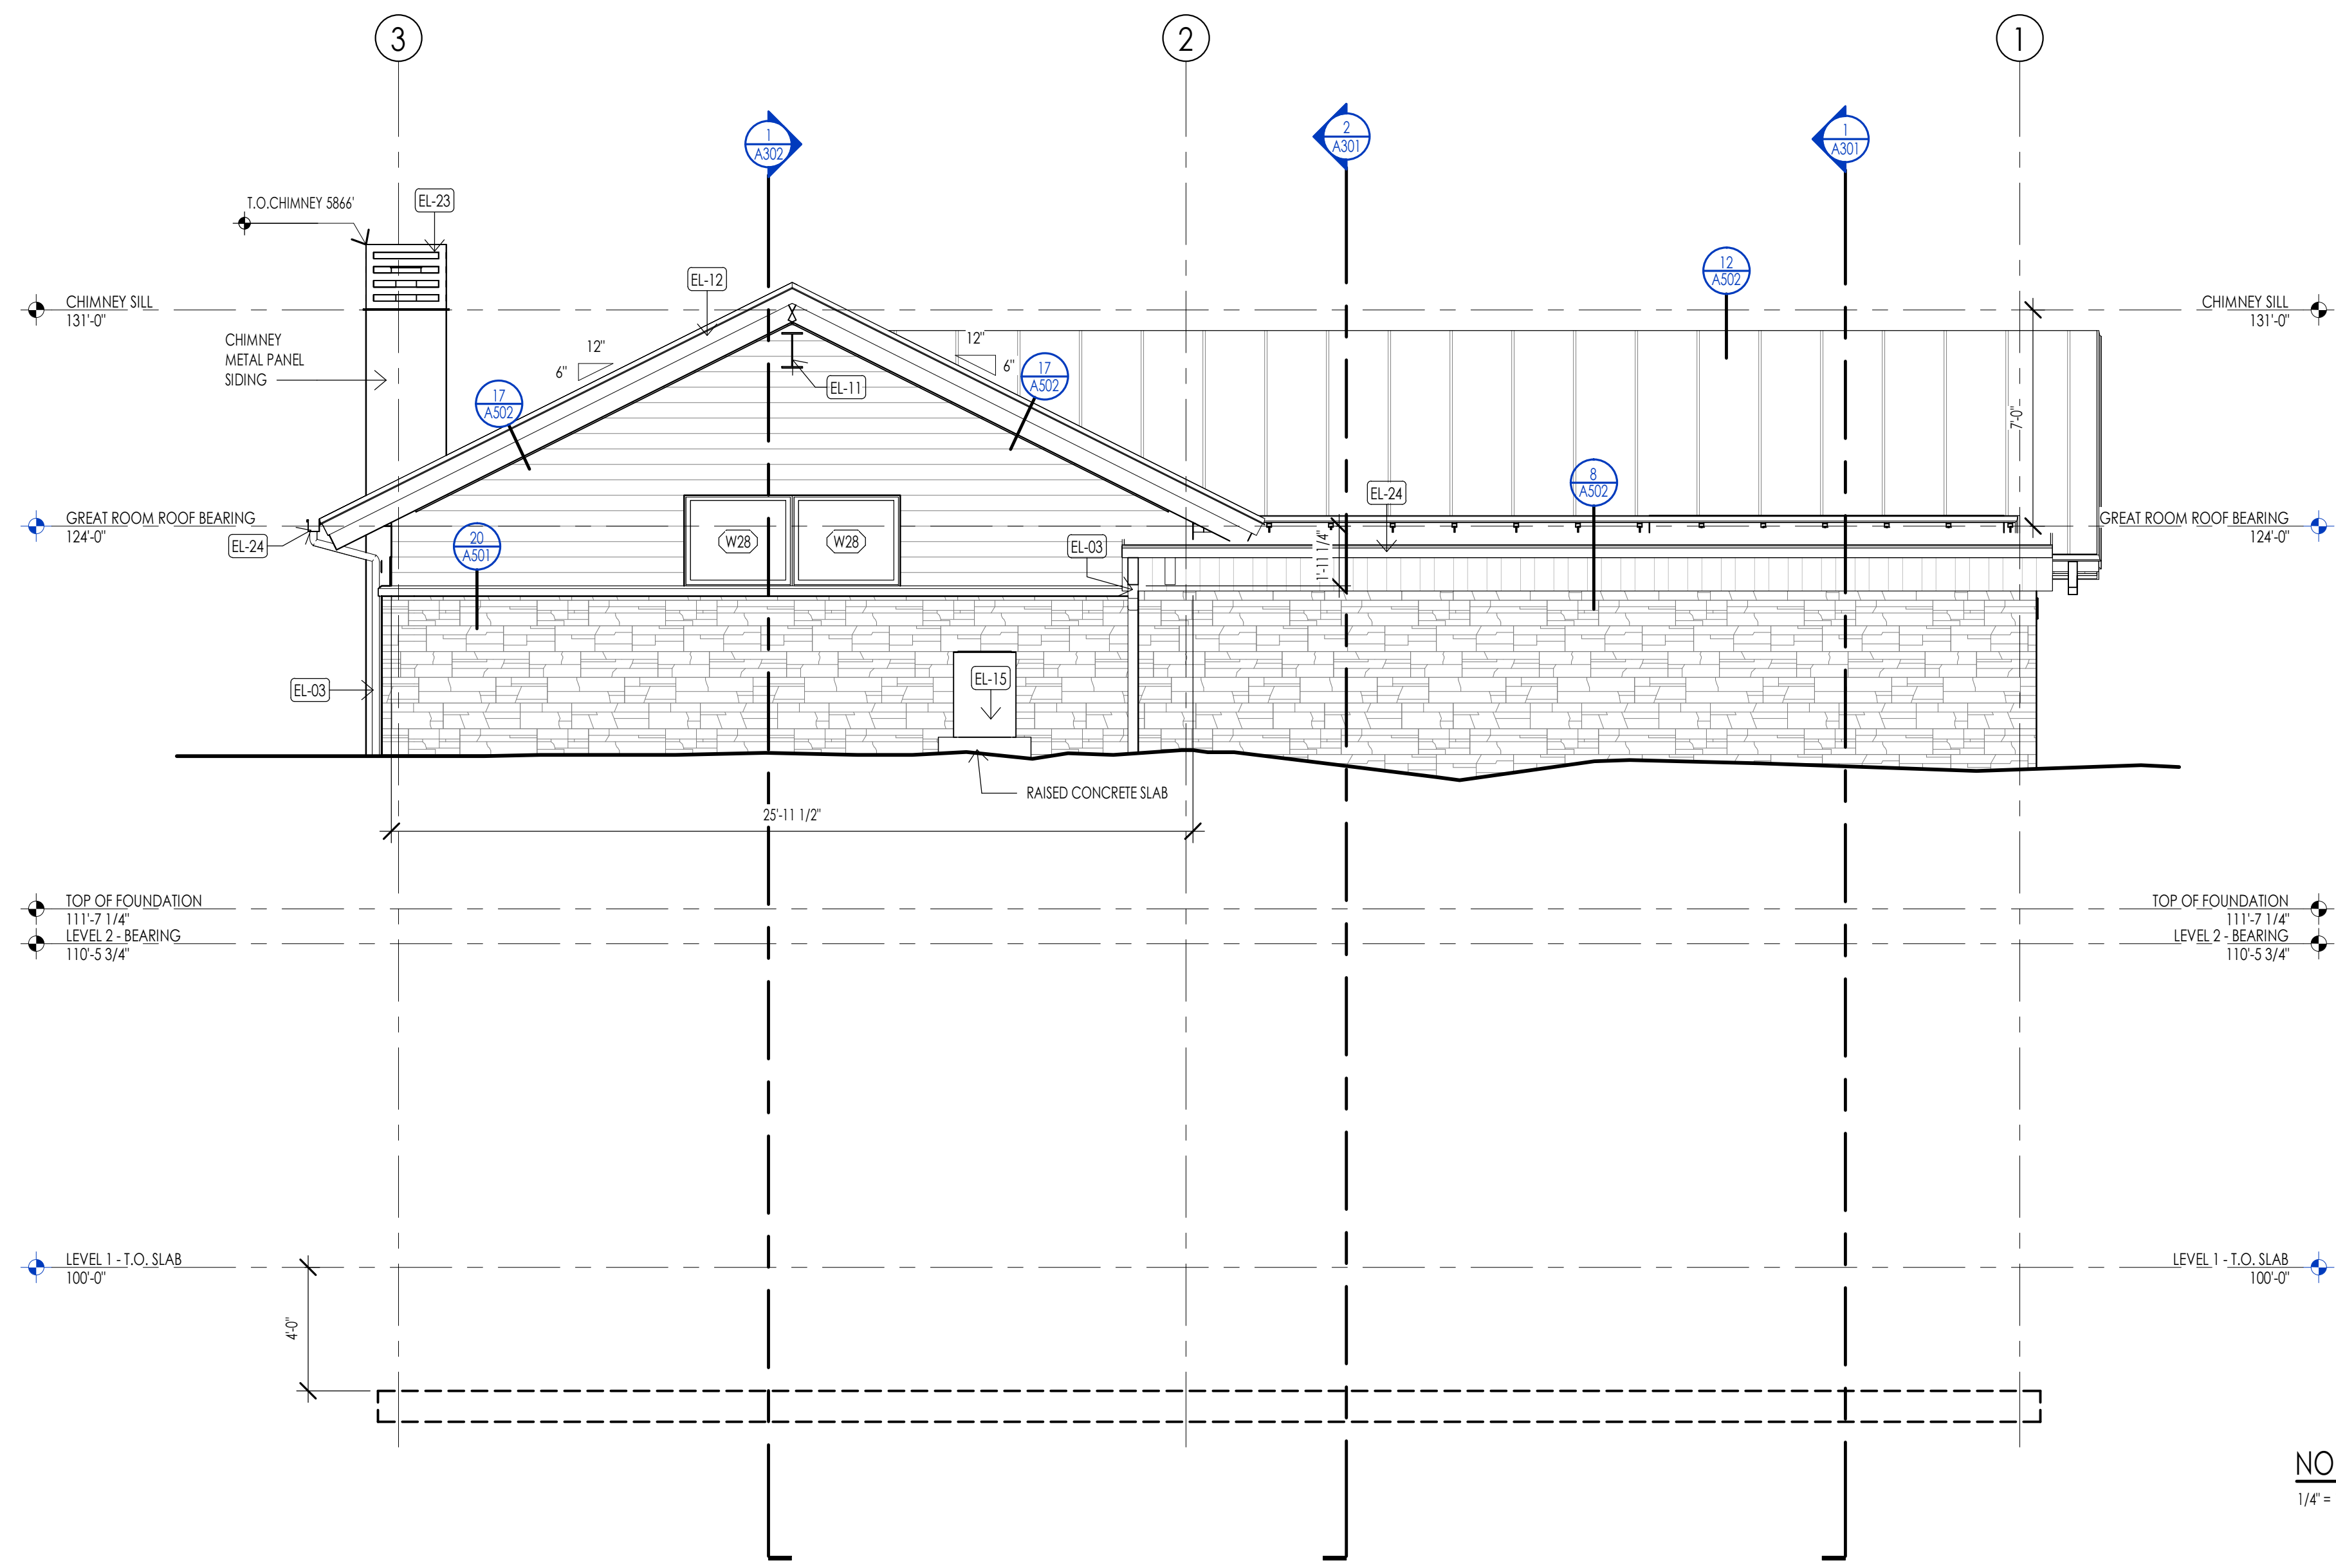 3
2
1
1
A302
2
A301
1
A301
T.O.CHIMNEY 5866'
EL-23
EL-12
12
A502
CHIMNEY SILL
131'-0"
CHIMNEY SILL
131'-0"
CHIMNEY
METAL PANEL
SIDING
12"
6"
12"
6"
17
A502
17
A502
EL-11
7'-0"
8
A502
EL-24
GREAT ROOM ROOF BEARING
124'-0"
GREAT ROOM ROOF BEARING
124'-0"
EL-24
20
A501
W28
W28
EL-03
1'-11 1/4"
EL-03
EL-15
RAISED CONCRETE SLAB
25'-11 1/2"
TOP OF FOUNDATION
111'-7 1/4"
LEVEL 2 - BEARING
110'-5 3/4"
TOP OF FOUNDATION
111'-7 1/4"
LEVEL 2 - BEARING
110'-5 3/4"
LEVEL 1 - T.O. SLAB
100'-0"
LEVEL 1 - T.O. SLAB
100'-0"
4'-0"
NO
1/4" =